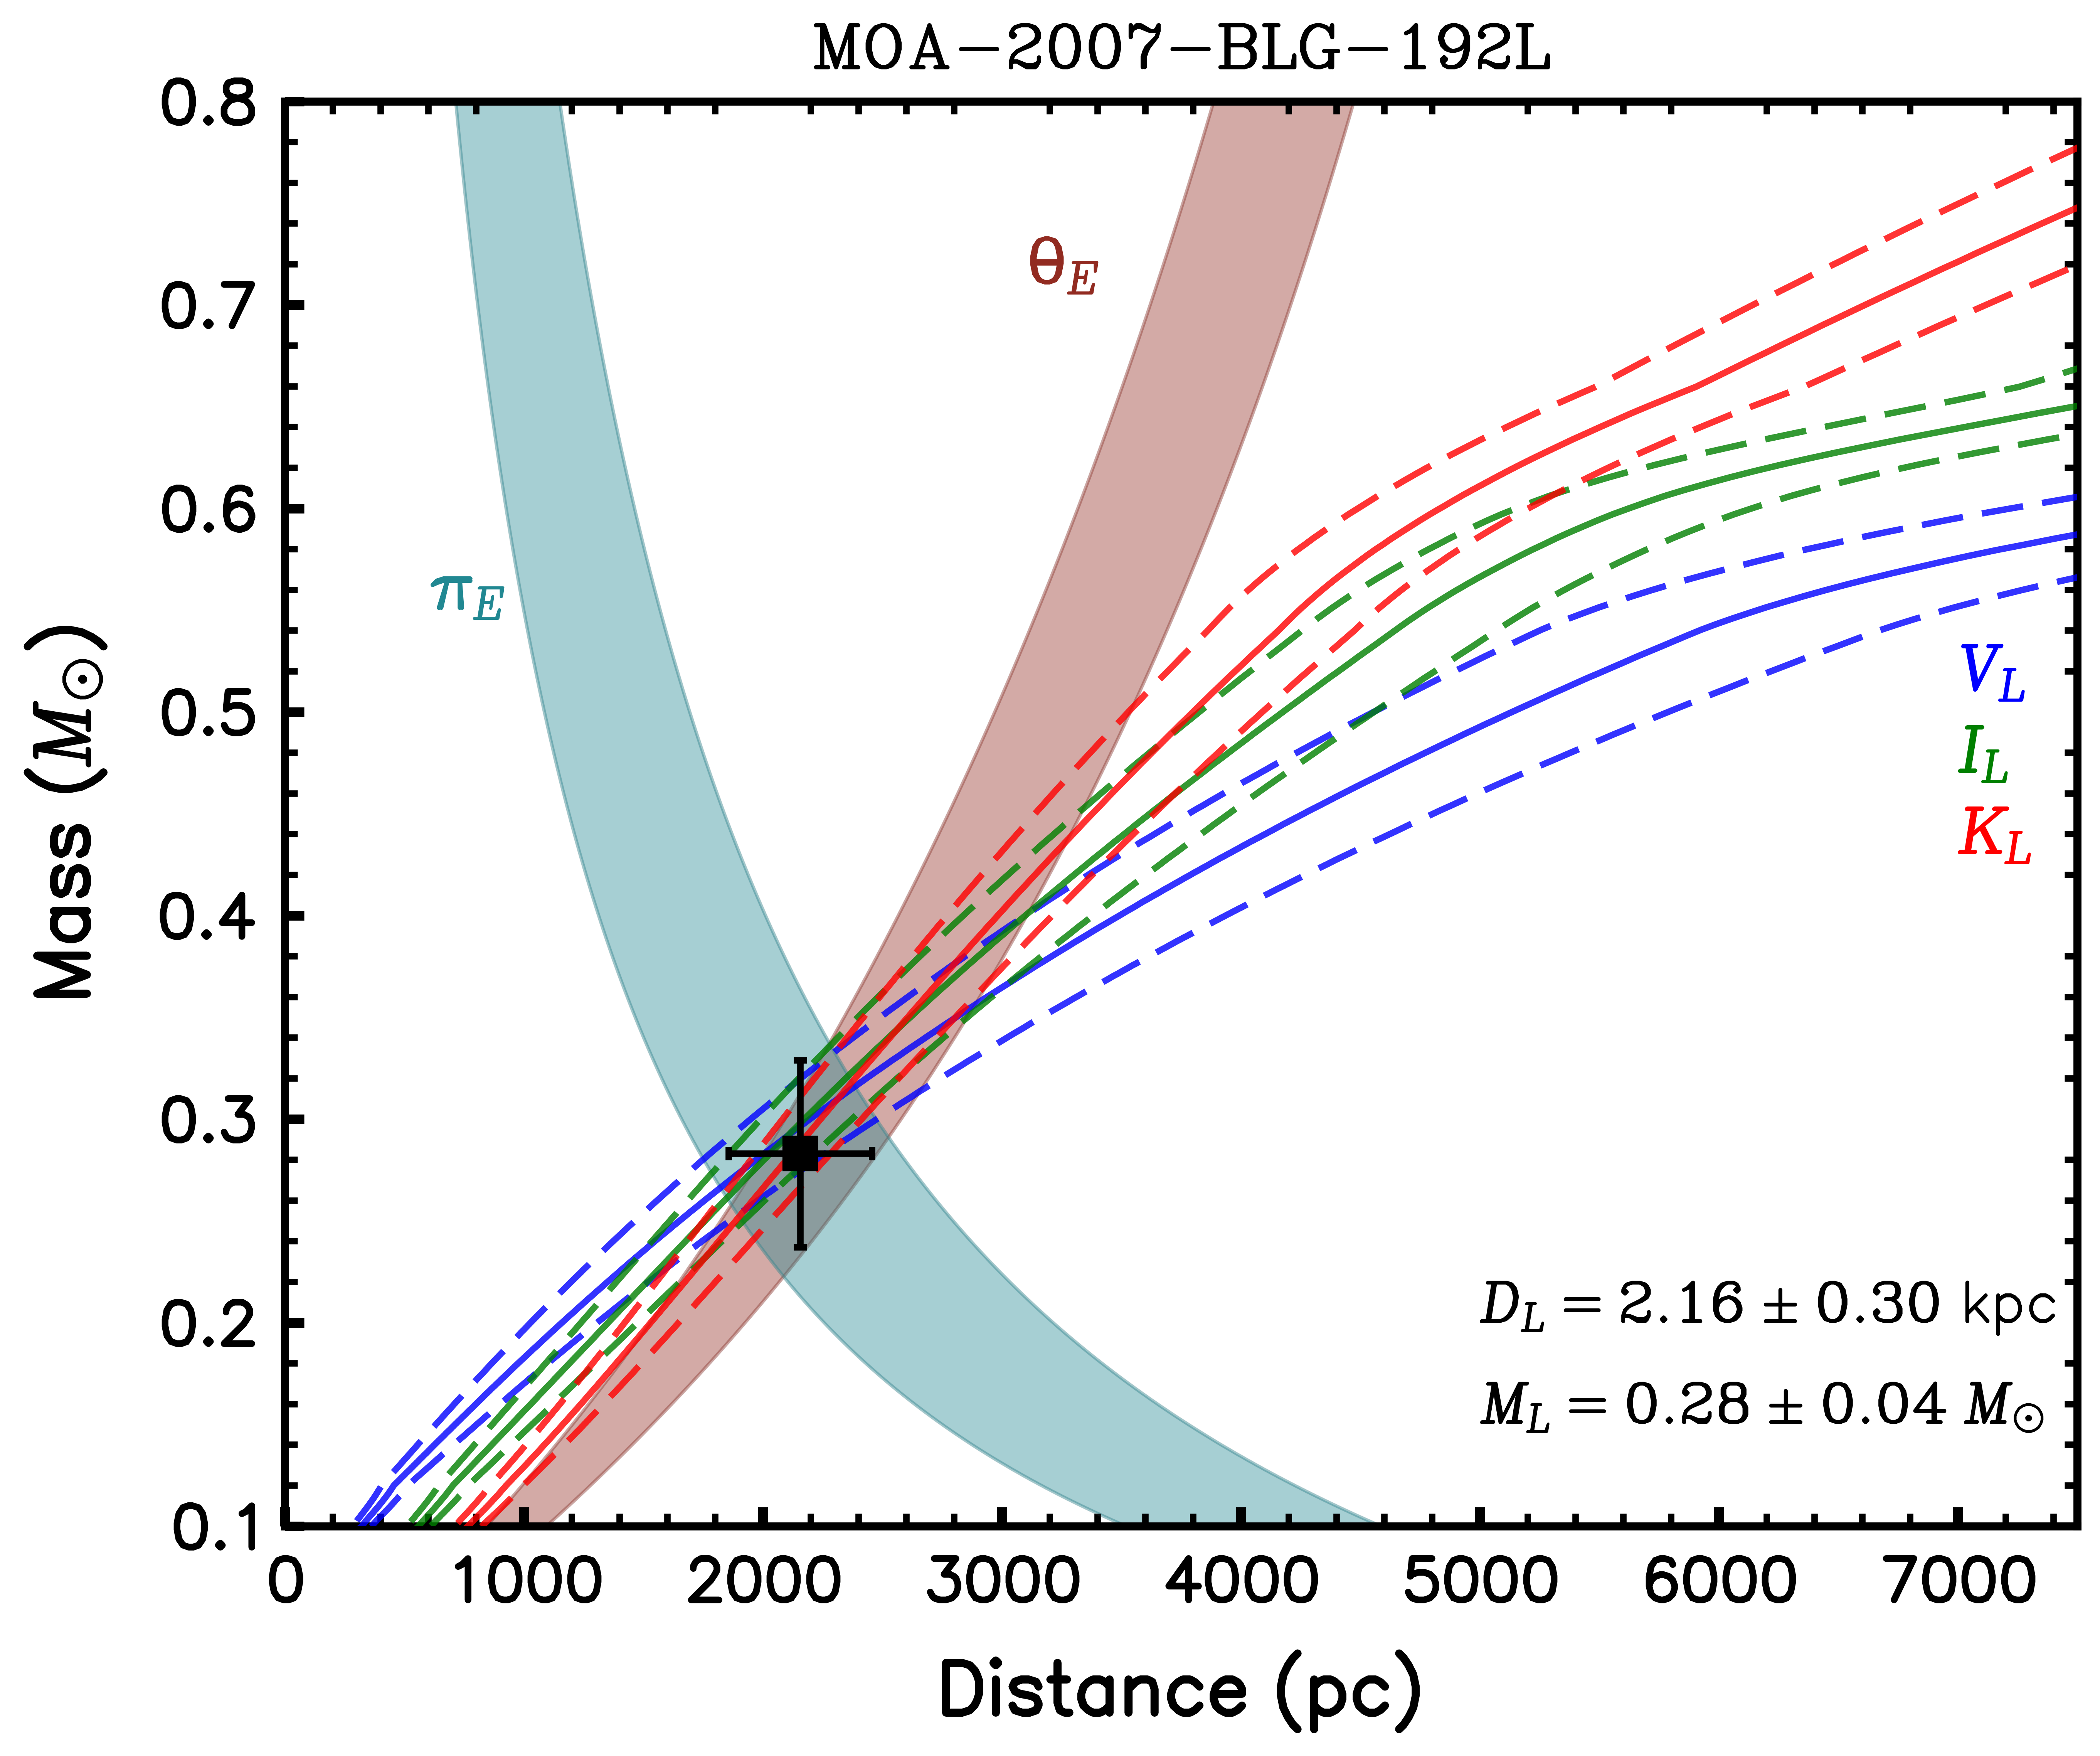 MOA-2007-BLG-192L
0.8
0.7
0.6
0.5
0.4
0.3
0.2
0.1
Mass (M⊙)
θE
πE
VL
IL
KL
DL = 2.16 ± 0.30 kpc
ML = 0.28 ± 0.04 M⊙
0 1000 2000 3000 4000 5000 6000 7000
Distance (pc)